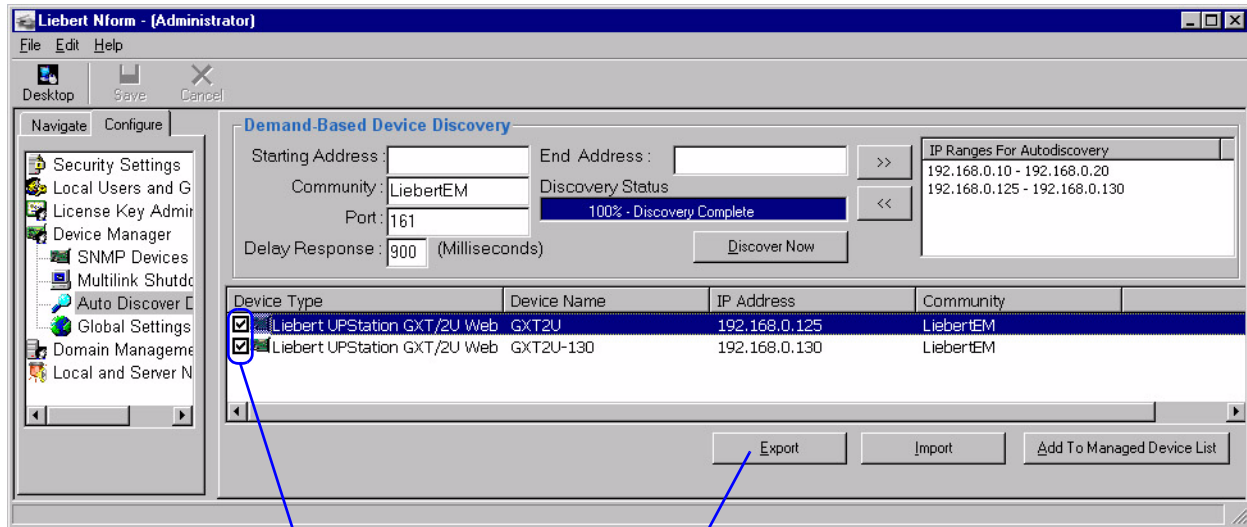 Liebert Nform - (Administrator)
File Edit Help
Desktop Save Cancel
Navigate Configure
Security Settings
Local Users and G
License Key Admir
Device Manager
SNMP Devices
Multilink Shutdo
Auto Discover D
Global Settings
Domain Manageme
Local and Server N
Demand-Based Device Discovery
Starting Address : End Address :
Community : LiebertEM
Discovery Status
Port : 161
100% - Discovery Complete
Delay Response : 900 (Milliseconds)
Discover Now
>>
<<
IP Ranges For Autodiscovery
192.168.0.10 - 192.168.0.20
192.168.0.125 - 192.168.0.130
Device Type Device Name IP Address Community
Liebert UPStation GXT/2U Web GXT2U 192.168.0.125 LiebertEM
Liebert UPStation GXT/2U Web GXT2U-130 192.168.0.130 LiebertEM
Export Import Add To Managed Device List